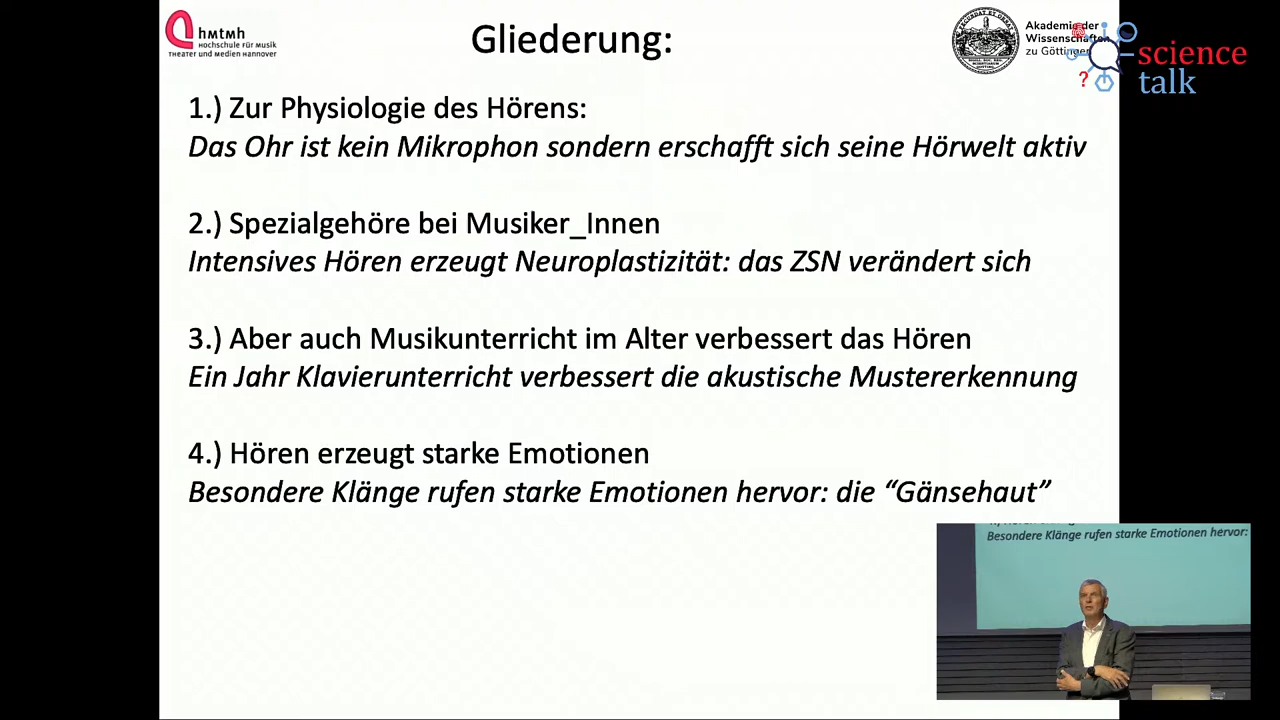 hmtmh
Hochschule für Musik
Theater und Medien Hannover
Gliederung:
Akademie der
Wissenschaften
zu Göttingen
science
talk
?
1.) Zur Physiologie des Hörens:
Das Ohr ist kein Mikrophon sondern erschafft sich seine Hörwelt aktiv
2.) Spezialgehöre bei Musiker_Innen
Intensives Hören erzeugt Neuroplastizität: das ZSN verändert sich
3.) Aber auch Musikunterricht im Alter verbessert das Hören
Ein Jahr Klavierunterricht verbessert die akustische Mustererkennung
4.) Hören erzeugt starke Emotionen
Besondere Klänge rufen starke Emotionen hervor: die “Gänsehaut”
Besondere Klänge rufen starke Emotionen hervor: